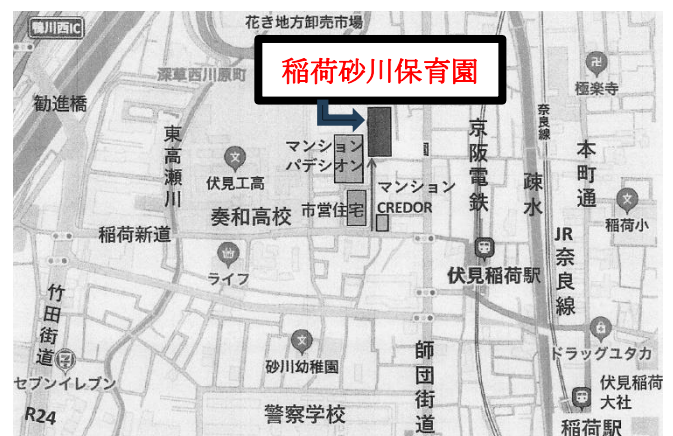 花き地方卸売市場
鴨川西IC
稲荷砂川保育園
深草西川原町
極楽寺
勧進橋
奈良線
東高瀬川
京阪電鉄
本町通
マンション
パデシオン
伏見工高
疏水
マンション
CREDOR
市営住宅
奏和高校
稲荷小
稲荷新道
JR奈良線
伏見稲荷駅
ライフ
竹田街道
師団街道
ドラッグユタカ
砂川幼稚園
セブンイレブン
伏見稲荷
大社
R24
警察学校
稲荷駅